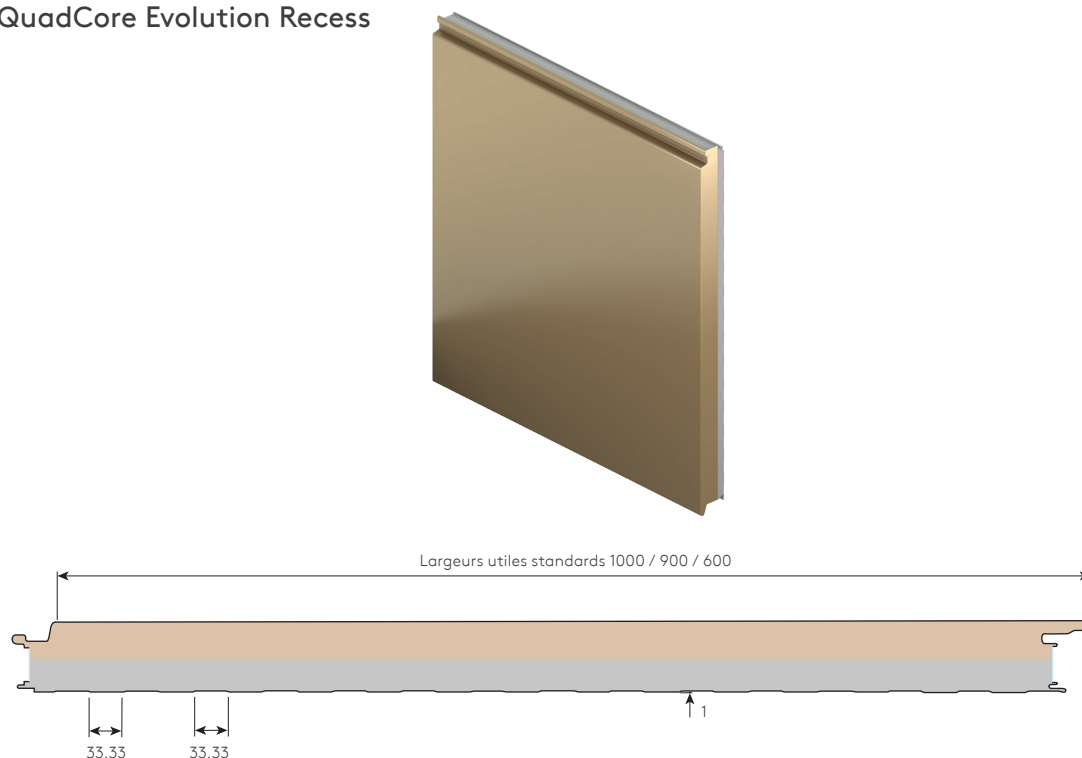 QuadCore Evolution Recess
Largeurs utiles standards 1000 / 900 / 600
1
33.33 33.33